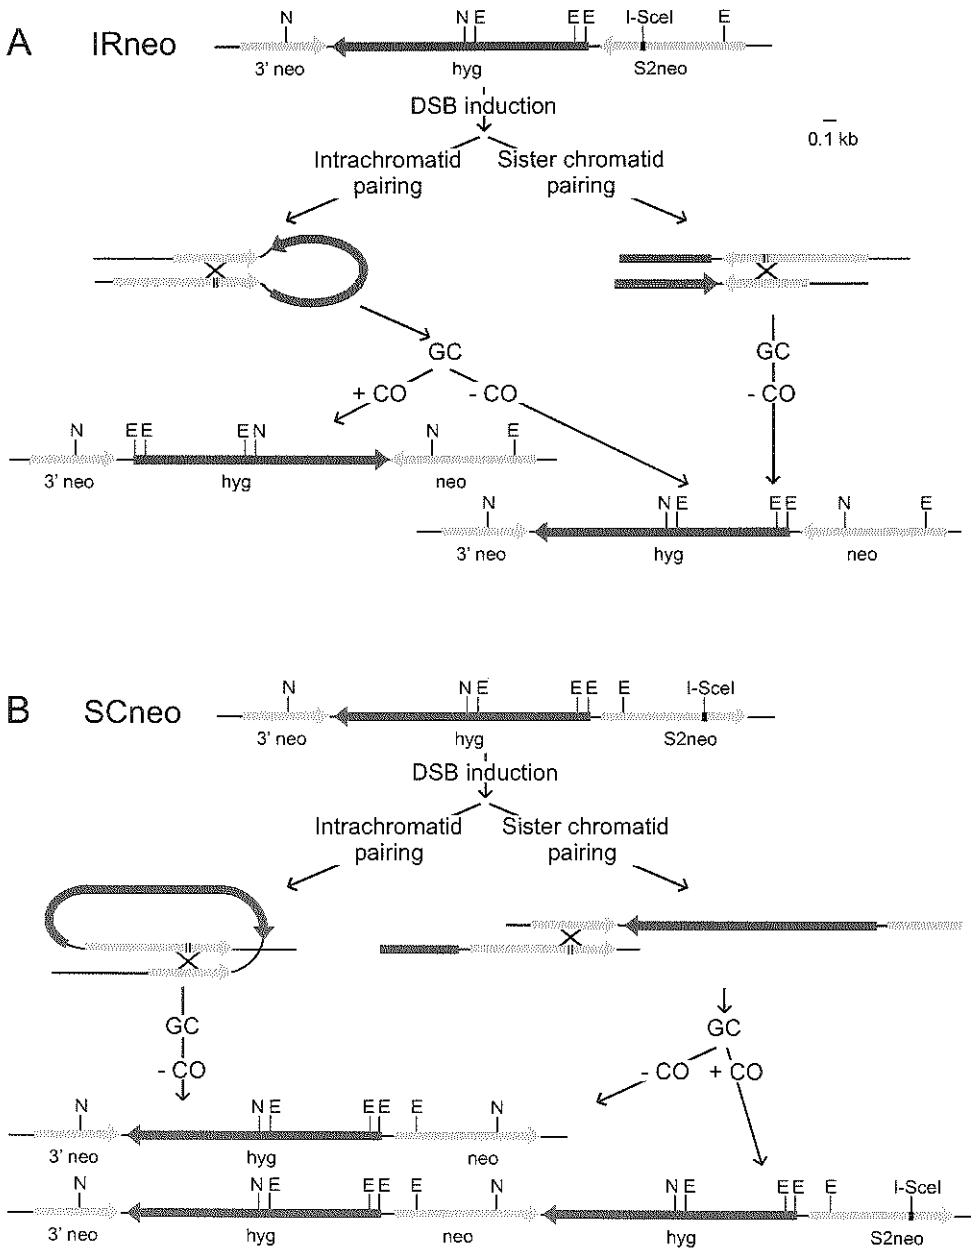 A IRneo
N N E E E I-SceI E
3' neo hyg S2neo
DSB induction
0.1 kb
Intrachromatid pairing
Sister chromatid pairing
GC
+ CO - CO
GC
- CO
N E E E N N E
3' neo hyg neo
N N E E E N E
3' neo hyg neo
B SCneo
N N E E E E I-SceI
3' neo hyg S2neo
DSB induction
Intrachromatid pairing
Sister chromatid pairing
GC
- CO
GC
- CO + CO
N N E E E E N
3' neo hyg neo
N N E E E E N N E E E E I-SceI
3' neo hyg neo hyg S2neo